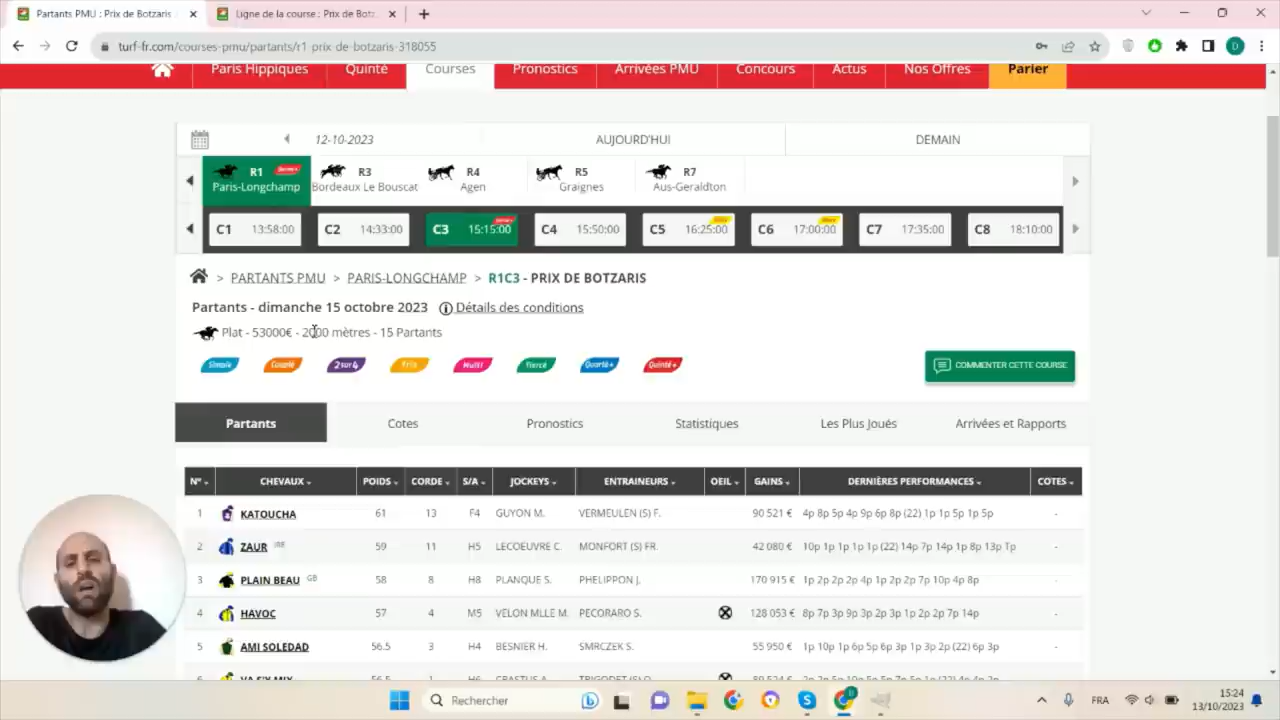 Partants PMU : Prix de Botzaris
Ligne de la course : Prix de Botz
turf-fr.com/courses-pmu/partants/r1-prix-de-botzaris-318055
Paris Hippiques Quinté Courses Pronostics Arrivées PMU Concours Actus Nos Offres Parier
12-10-2023 AUJOURD'HUI DEMAIN
R1 Paris-Longchamp
R3 Bordeaux Le Bouscat
R4 Agen
R5 Graignes
R7 Aus-Geraldton
C1 13:58:00 C2 14:33:00 C3 15:15:00 C4 15:50:00 C5 16:25:00 C6 17:00:00 C7 17:35:00 C8 18:10:00
> PARTANTS PMU > PARIS-LONGCHAMP > R1C3 - PRIX DE BOTZARIS
Partants - dimanche 15 octobre 2023 Détails des conditions
Plat - 53000€ - 2000 mètres - 15 Partants
Simple Couplé 2sur4 Trio Multi Tiercé Quarté+ Quinté+
COMMENTER CETTE COURSE
Partants Cotes Pronostics Statistiques Les Plus Joués Arrivées et Rapports
N° CHEVAUX POIDS CORDE S/A JOCKEYS ENTRAINEURS OEIL GAINS DERNIÈRES PERFORMANCES COTES
1 KATOUCHA 61 13 F4 GUYON M. VERMEULEN (S) F. 90 521 € 4p 8p 5p 4p 9p 6p 8p (22) 1p 1p 5p 1p 5p -
2 ZAUR IRE 59 11 H5 LECOEUVRE C. MONFORT (S) FR. 42 080 € 10p 1p 1p 1p 1p (22) 14p 7p 14p 1p 8p 13p Tp -
3 PLAIN BEAU GB 58 8 H8 PLANQUE S. PHELIPPON J. 170 915 € 1p 2p 2p 2p 4p 1p 2p 2p 7p 10p 4p 8p -
4 HAVOC 57 4 M5 VELON MLLE M. PECORARO S. 128 053 € 8p 7p 3p 9p 3p 2p 3p 1p 2p 2p 7p 14p -
5 AMI SOLEDAD 56.5 3 H4 BESNIER H. SMRCZEK S. 55 950 € 1p 10p 1p 6p 5p 6p 3p 1p 3p 2p (22) 6p 3p -
Rechercher
FRA
15:24
13/10/2023